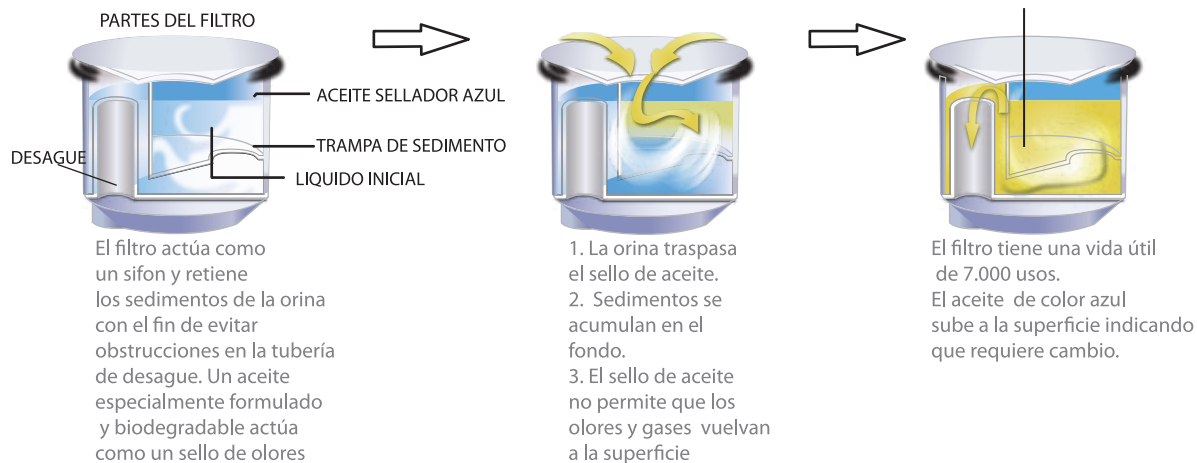 PARTES DEL FILTRO
ACEITE SELLADOR AZUL
TRAMPA DE SEDIMENTO
DESAGUE
LIQUIDO INICIAL
El filtro actúa como
un sifon y retiene
los sedimentos de la orina
con el fin de evitar
obstrucciones en la tubería
de desague. Un aceite
especialmente formulado
y biodegradable actúa
como un sello de olores
1. La orina traspasa
el sello de aceite.
2. Sedimentos se
acumulan en el
fondo.
3. El sello de aceite
no permite que los
olores y gases vuelvan
a la superficie
El filtro tiene una vida útil
de 7.000 usos.
El aceite de color azul
sube a la superficie indicando
que requiere cambio.